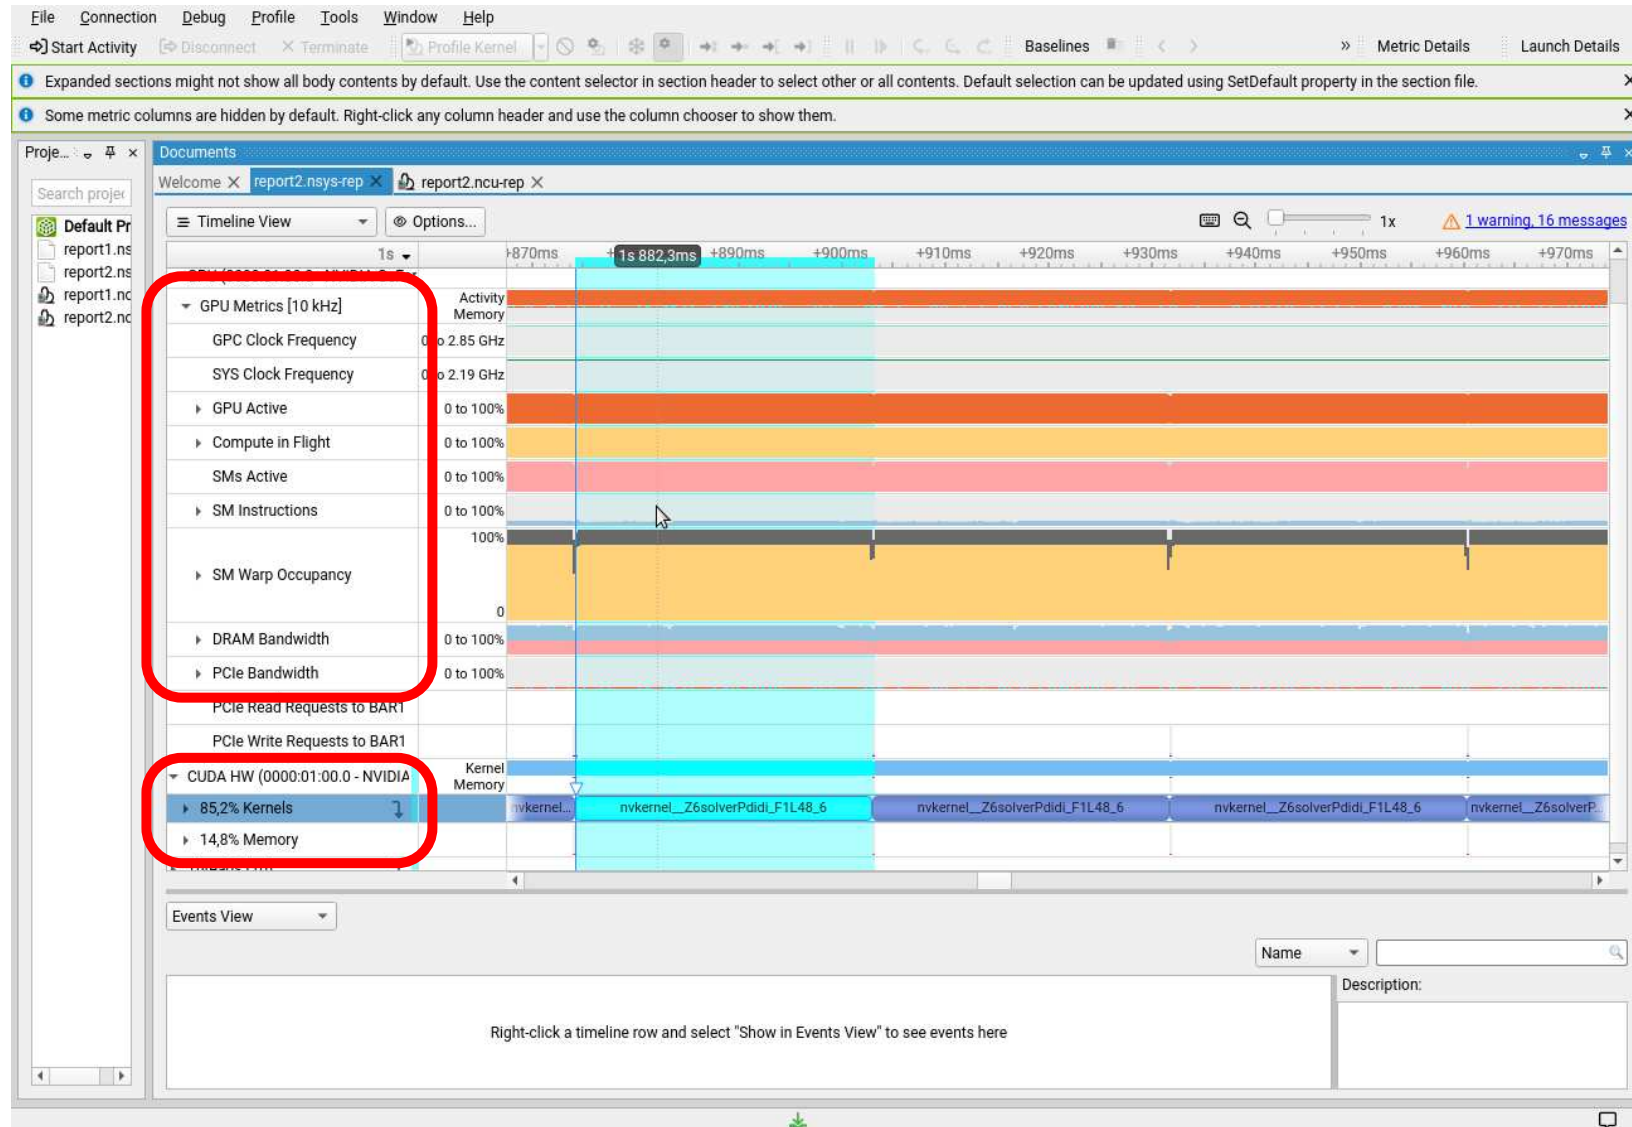 File Connection Debug Profile Tools Window Help
Start Activity Disconnect Terminate Profile Kernel Baselines » Metric Details Launch Details
Expanded sections might not show all body contents by default. Use the content selector in section header to select other or all contents. Default selection can be updated using SetDefault property in the section file.
Some metric columns are hidden by default. Right-click any column header and use the column chooser to show them.
Proje... Documents
Welcome report2.nsys-rep report2.ncu-rep
Search projec
Default Pr
report1.ns
report2.ns
report1.nc
report2.nc
Timeline View Options... 1x 1 warning, 16 messages
1s +870ms 1s 882,3ms +890ms +900ms +910ms +920ms +930ms +940ms +950ms +960ms +970ms
GPU Metrics [10 kHz] Activity
Memory
GPC Clock Frequency 0 to 2.85 GHz
SYS Clock Frequency 0 to 2.19 GHz
GPU Active 0 to 100%
Compute in Flight 0 to 100%
SMs Active 0 to 100%
SM Instructions 0 to 100%
100%
SM Warp Occupancy
0
DRAM Bandwidth 0 to 100%
PCIe Bandwidth 0 to 100%
PCIe Read Requests to BAR1
PCIe Write Requests to BAR1
CUDA HW (0000:01:00.0 - NVIDIA Kernel
Memory
85,2% Kernels nvkernel... nvkernel__Z6solverPdidi_F1L48_6 nvkernel__Z6solverPdidi_F1L48_6 nvkernel__Z6solverPdidi_F1L48_6 nvkernel__Z6solverP...
14,8% Memory
Events View
Name
Description:
Right-click a timeline row and select "Show in Events View" to see events here